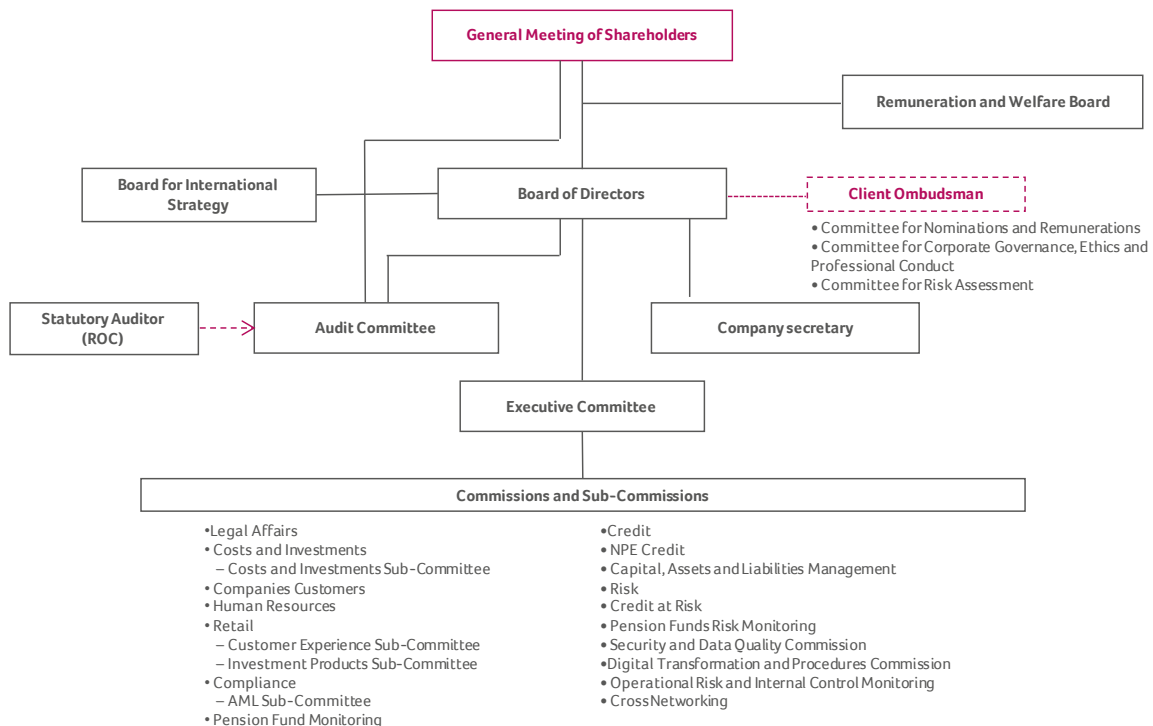 General Meeting of Shareholders
Remuneration and Welfare Board
Board for International
Strategy
Board of Directors
Client Ombudsman
• Committee for Nominations and Remunerations
• Committee for Corporate Governance, Ethics and
Professional Conduct
• Committee for Risk Assessment
Statutory Auditor
(ROC)
Audit Committee
Company secretary
Executive Committee
Commissions and Sub-Commissions
•Legal Affairs
• Costs and Investments
– Costs and Investments Sub-Committee
• Companies Customers
• Human Resources
• Retail
– Customer Experience Sub-Committee
– Investment Products Sub-Committee
• Compliance
– AML Sub-Committee
• Pension Fund Monitoring
•Credit
• NPE Credit
• Capital, Assets and Liabilities Management
• Risk
• Credit at Risk
• Pension Funds Risk Monitoring
• Security and Data Quality Commission
•Digital Transformation and Procedures Commission
• Operational Risk and Internal Control Monitoring
• CrossNetworking